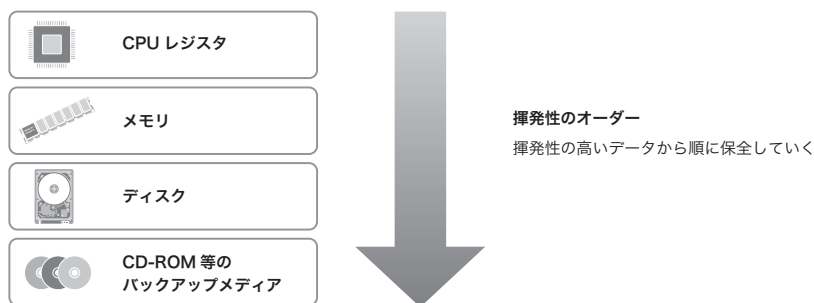 CPU レジスタ
メモリ
ディスク
CD-ROM 等の
バックアップメディア
揮発性のオーダー
揮発性の高いデータから順に保全していく